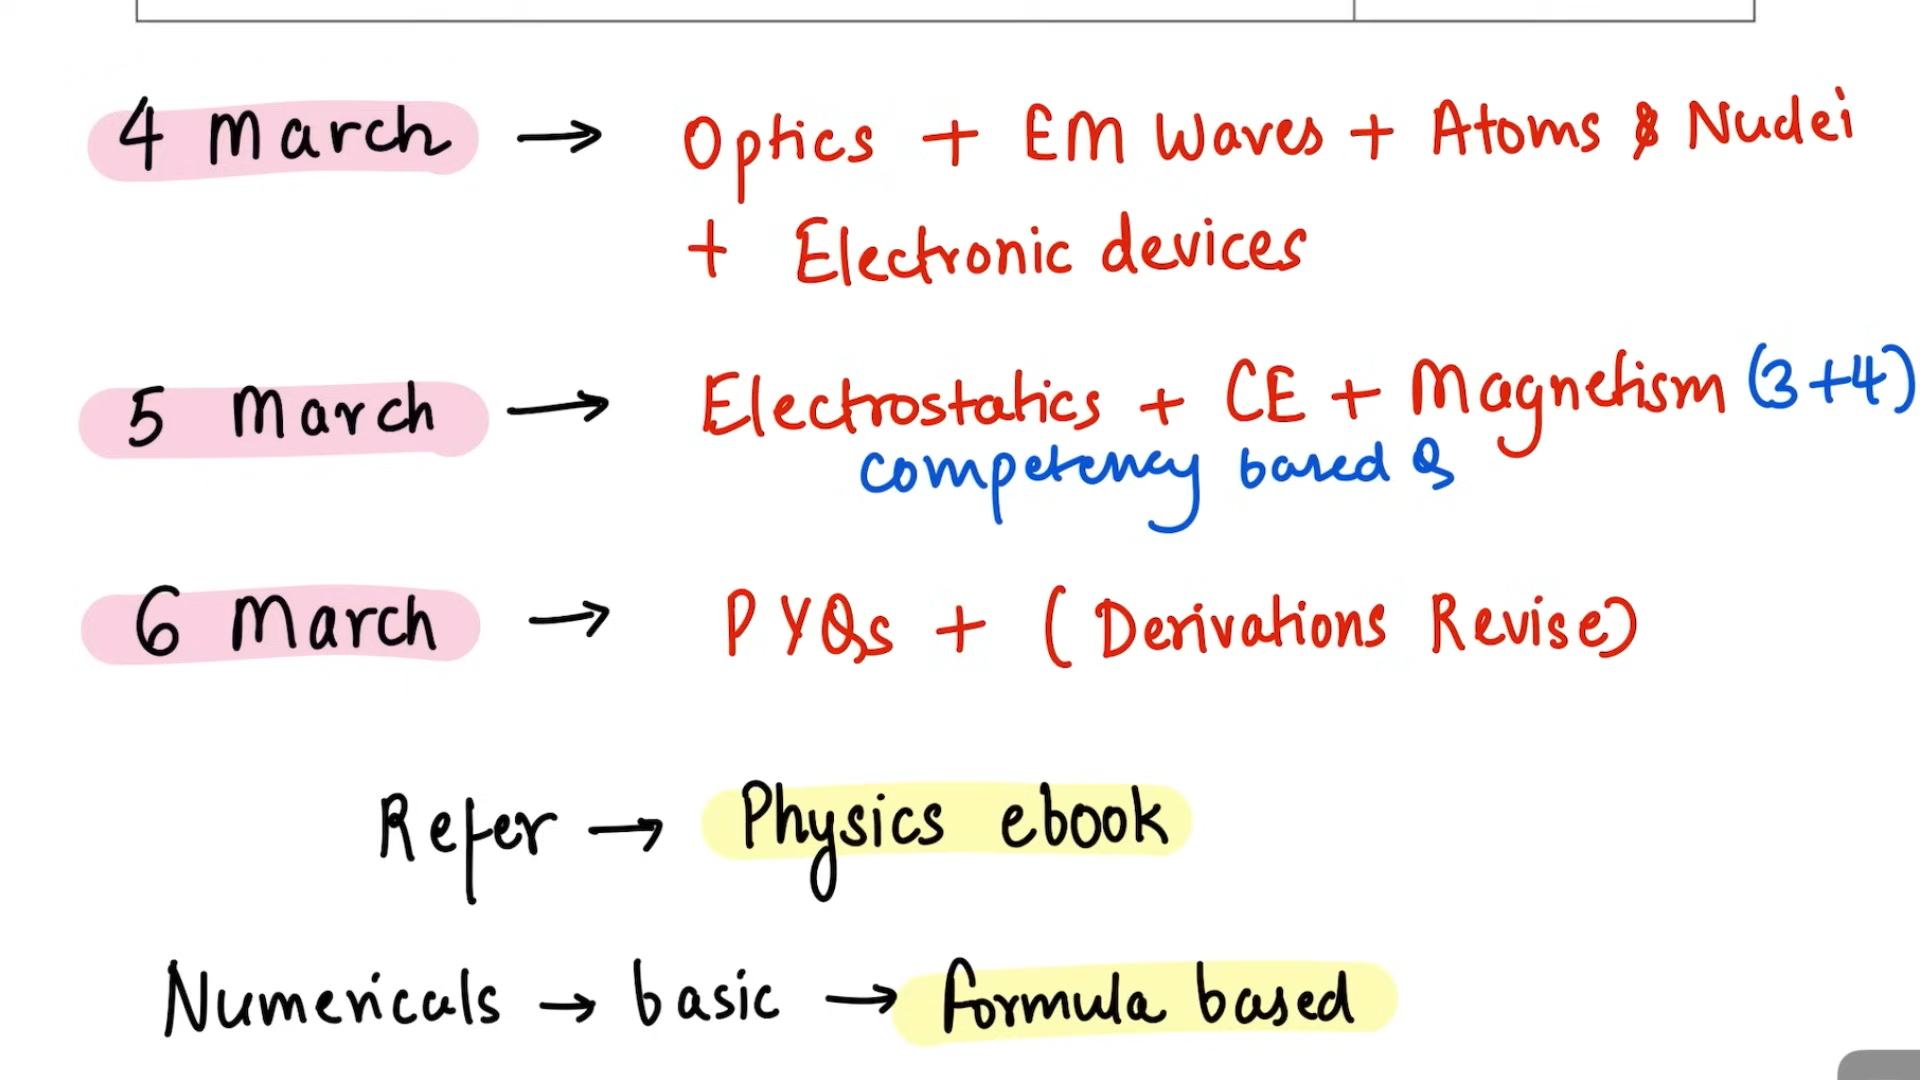 4 March → Optics + EM Waves + Atoms & Nuclei
+ Electronic devices
5 March → Electrostatics + CE + Magnetism (3+4)
competency based Q
6 March → PYQs + (Derivations Revise)
Refer → Physics ebook
Numericals → basic → formula based